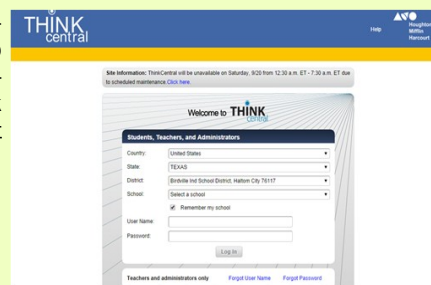 THINK
central
Help
Houghton
Mifflin
Harcourt
Site Information: ThinkCentral will be unavailable on Saturday, 9/20 from 12:30 a.m. ET - 7:30 a.m. ET due
to scheduled maintenance.Click here.
Welcome to THINK
central
Students, Teachers, and Administrators
Country: United States
State: TEXAS
District: Birdville Ind School District, Haltom City 76117
School: Select a school
Remember my school
User Name:
Password:
Log In
Teachers and administrators only Forgot User Name Forgot Password